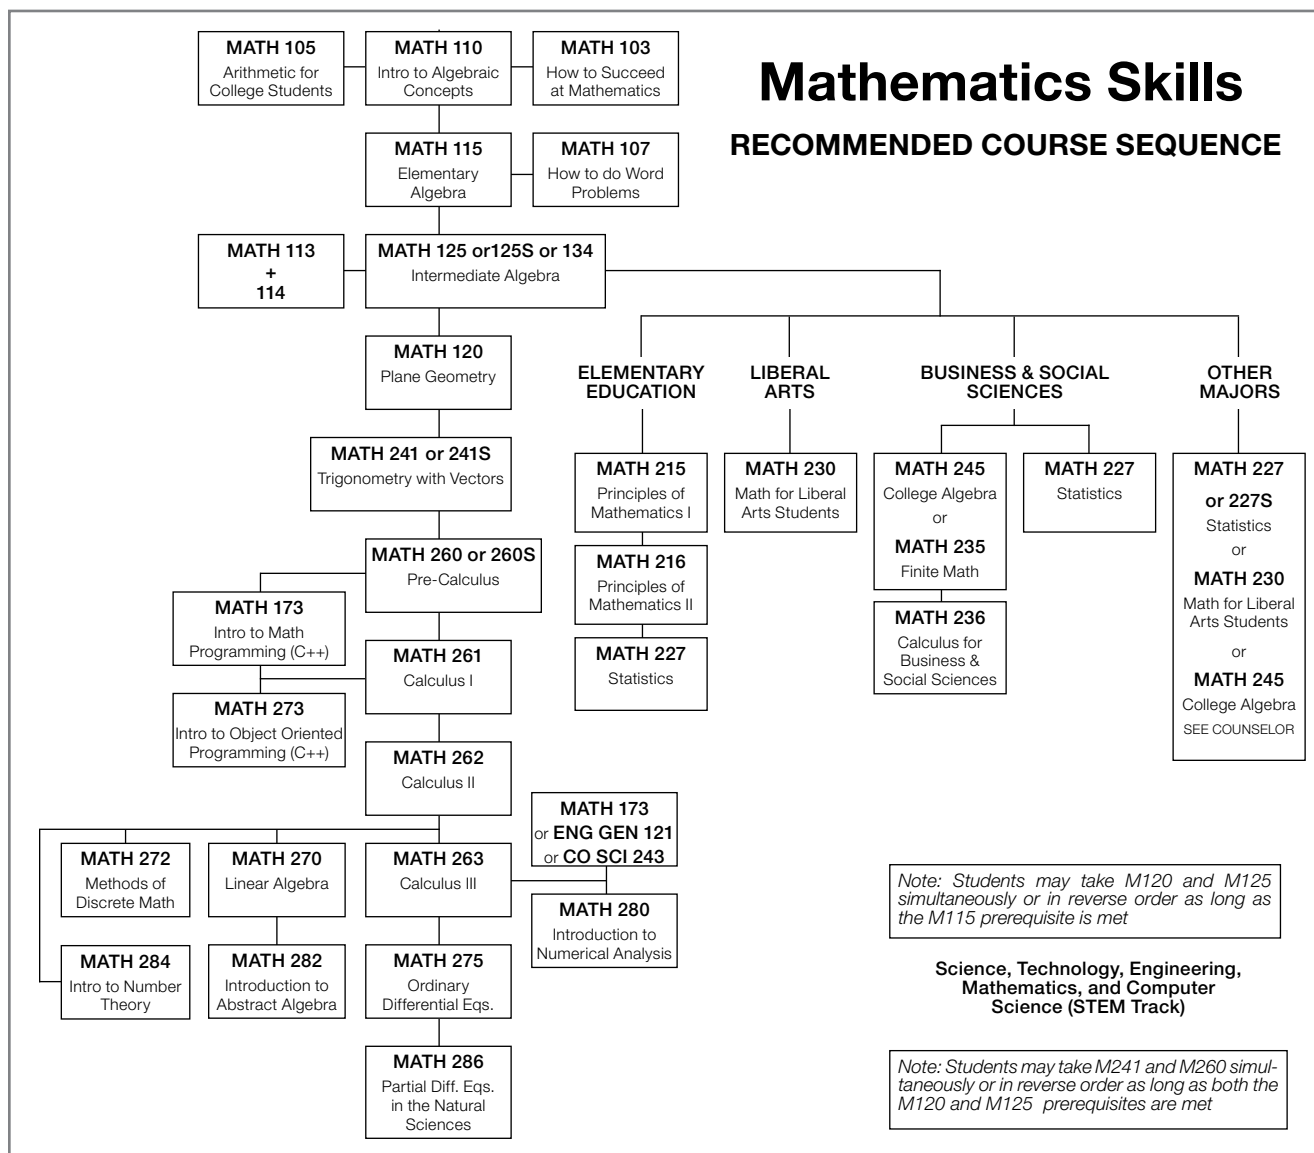 Mathematics Skills
RECOMMENDED COURSE SEQUENCE
MATH 105
Arithmetic for
College Students
MATH 110
Intro to Algebraic
Concepts
MATH 103
How to Succeed
at Mathematics
MATH 115
Elementary
Algebra
MATH 107
How to do Word
Problems
MATH 113
+
114
MATH 125 or125S or 134
Intermediate Algebra
MATH 120
Plane Geometry
MATH 241 or 241S
Trigonometry with Vectors
MATH 260 or 260S
Pre-Calculus
MATH 173
Intro to Math
Programming (C++)
MATH 261
Calculus I
MATH 273
Intro to Object Oriented
Programming (C++)
MATH 262
Calculus II
MATH 173
or ENG GEN 121
or CO SCI 243
MATH 272
Methods of
Discrete Math
MATH 270
Linear Algebra
MATH 263
Calculus III
MATH 280
Introduction to
Numerical Analysis
MATH 284
Intro to Number
Theory
MATH 282
Introduction to
Abstract Algebra
MATH 275
Ordinary
Differential Eqs.
MATH 286
Partial Diff. Eqs.
in the Natural
Sciences
ELEMENTARY
EDUCATION
MATH 215
Principles of
Mathematics I
MATH 216
Principles of
Mathematics II
MATH 227
Statistics
LIBERAL
ARTS
MATH 230
Math for Liberal
Arts Students
BUSINESS & SOCIAL
SCIENCES
MATH 245
College Algebra
or
MATH 235
Finite Math
MATH 236
Calculus for
Business &
Social Sciences
MATH 227
Statistics
OTHER
MAJORS
MATH 227
or 227S
Statistics
or
MATH 230
Math for Liberal
Arts Students
or
MATH 245
College Algebra
SEE COUNSELOR
Note: Students may take M120 and M125
simultaneously or in reverse order as long as
the M115 prerequisite is met
Science, Technology, Engineering,
Mathematics, and Computer
Science (STEM Track)
Note: Students may take M241 and M260 simul-
taneously or in reverse order as long as both the
M120 and M125 prerequisites are met